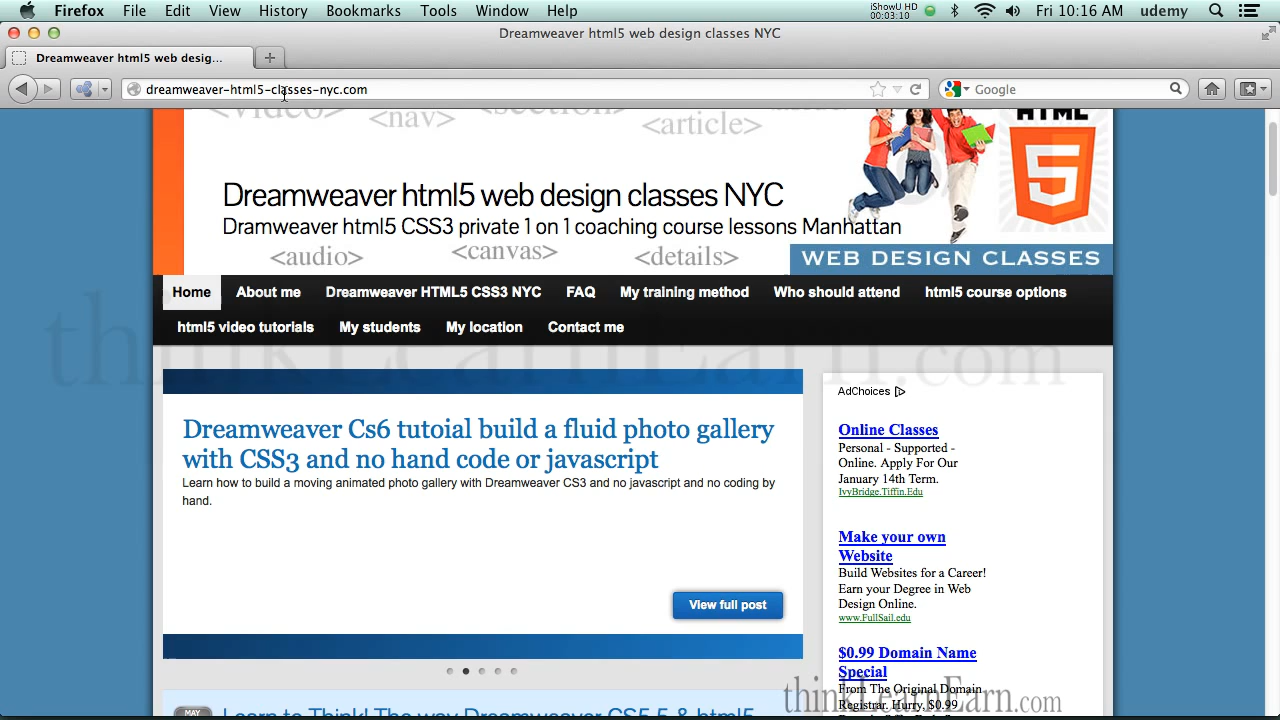 Firefox File Edit View History Bookmarks Tools Window Help iShowU HD 00:03:10 Fri 10:16 AM udemy
Dreamweaver html5 web design classes NYC
Dreamweaver html5 web desig...
dreamweaver-html5-classes-nyc.com
Google
<video>
<nav>
<section>
<article>
HTML
5
Dreamweaver html5 web design classes NYC
Dramweaver html5 CSS3 private 1 on 1 coaching course lessons Manhattan
<audio>
<canvas>
<details>
WEB DESIGN CLASSES
Home About me Dreamweaver HTML5 CSS3 NYC FAQ My training method Who should attend html5 course options
html5 video tutorials My students My location Contact me
thinkLearnEarn.com
Dreamweaver Cs6 tutoial build a fluid photo gallery
with CSS3 and no hand code or javascript
Learn how to build a moving animated photo gallery with Dreamweaver CS3 and no javascript and no coding by
hand.
View full post
AdChoices
Online Classes
Personal - Supported -
Online. Apply For Our
January 14th Term.
IvyBridge.Tiffin.Edu
Make your own
Website
Build Websites for a Career!
Earn your Degree in Web
Design Online.
www.FullSail.edu
$0.99 Domain Name
Special
From The Original Domain
Registrar. Hurry, $0.99
thinkLearnEarn.com
MAY
Learn to Think! The way Dreamweaver CS5.5 & html5